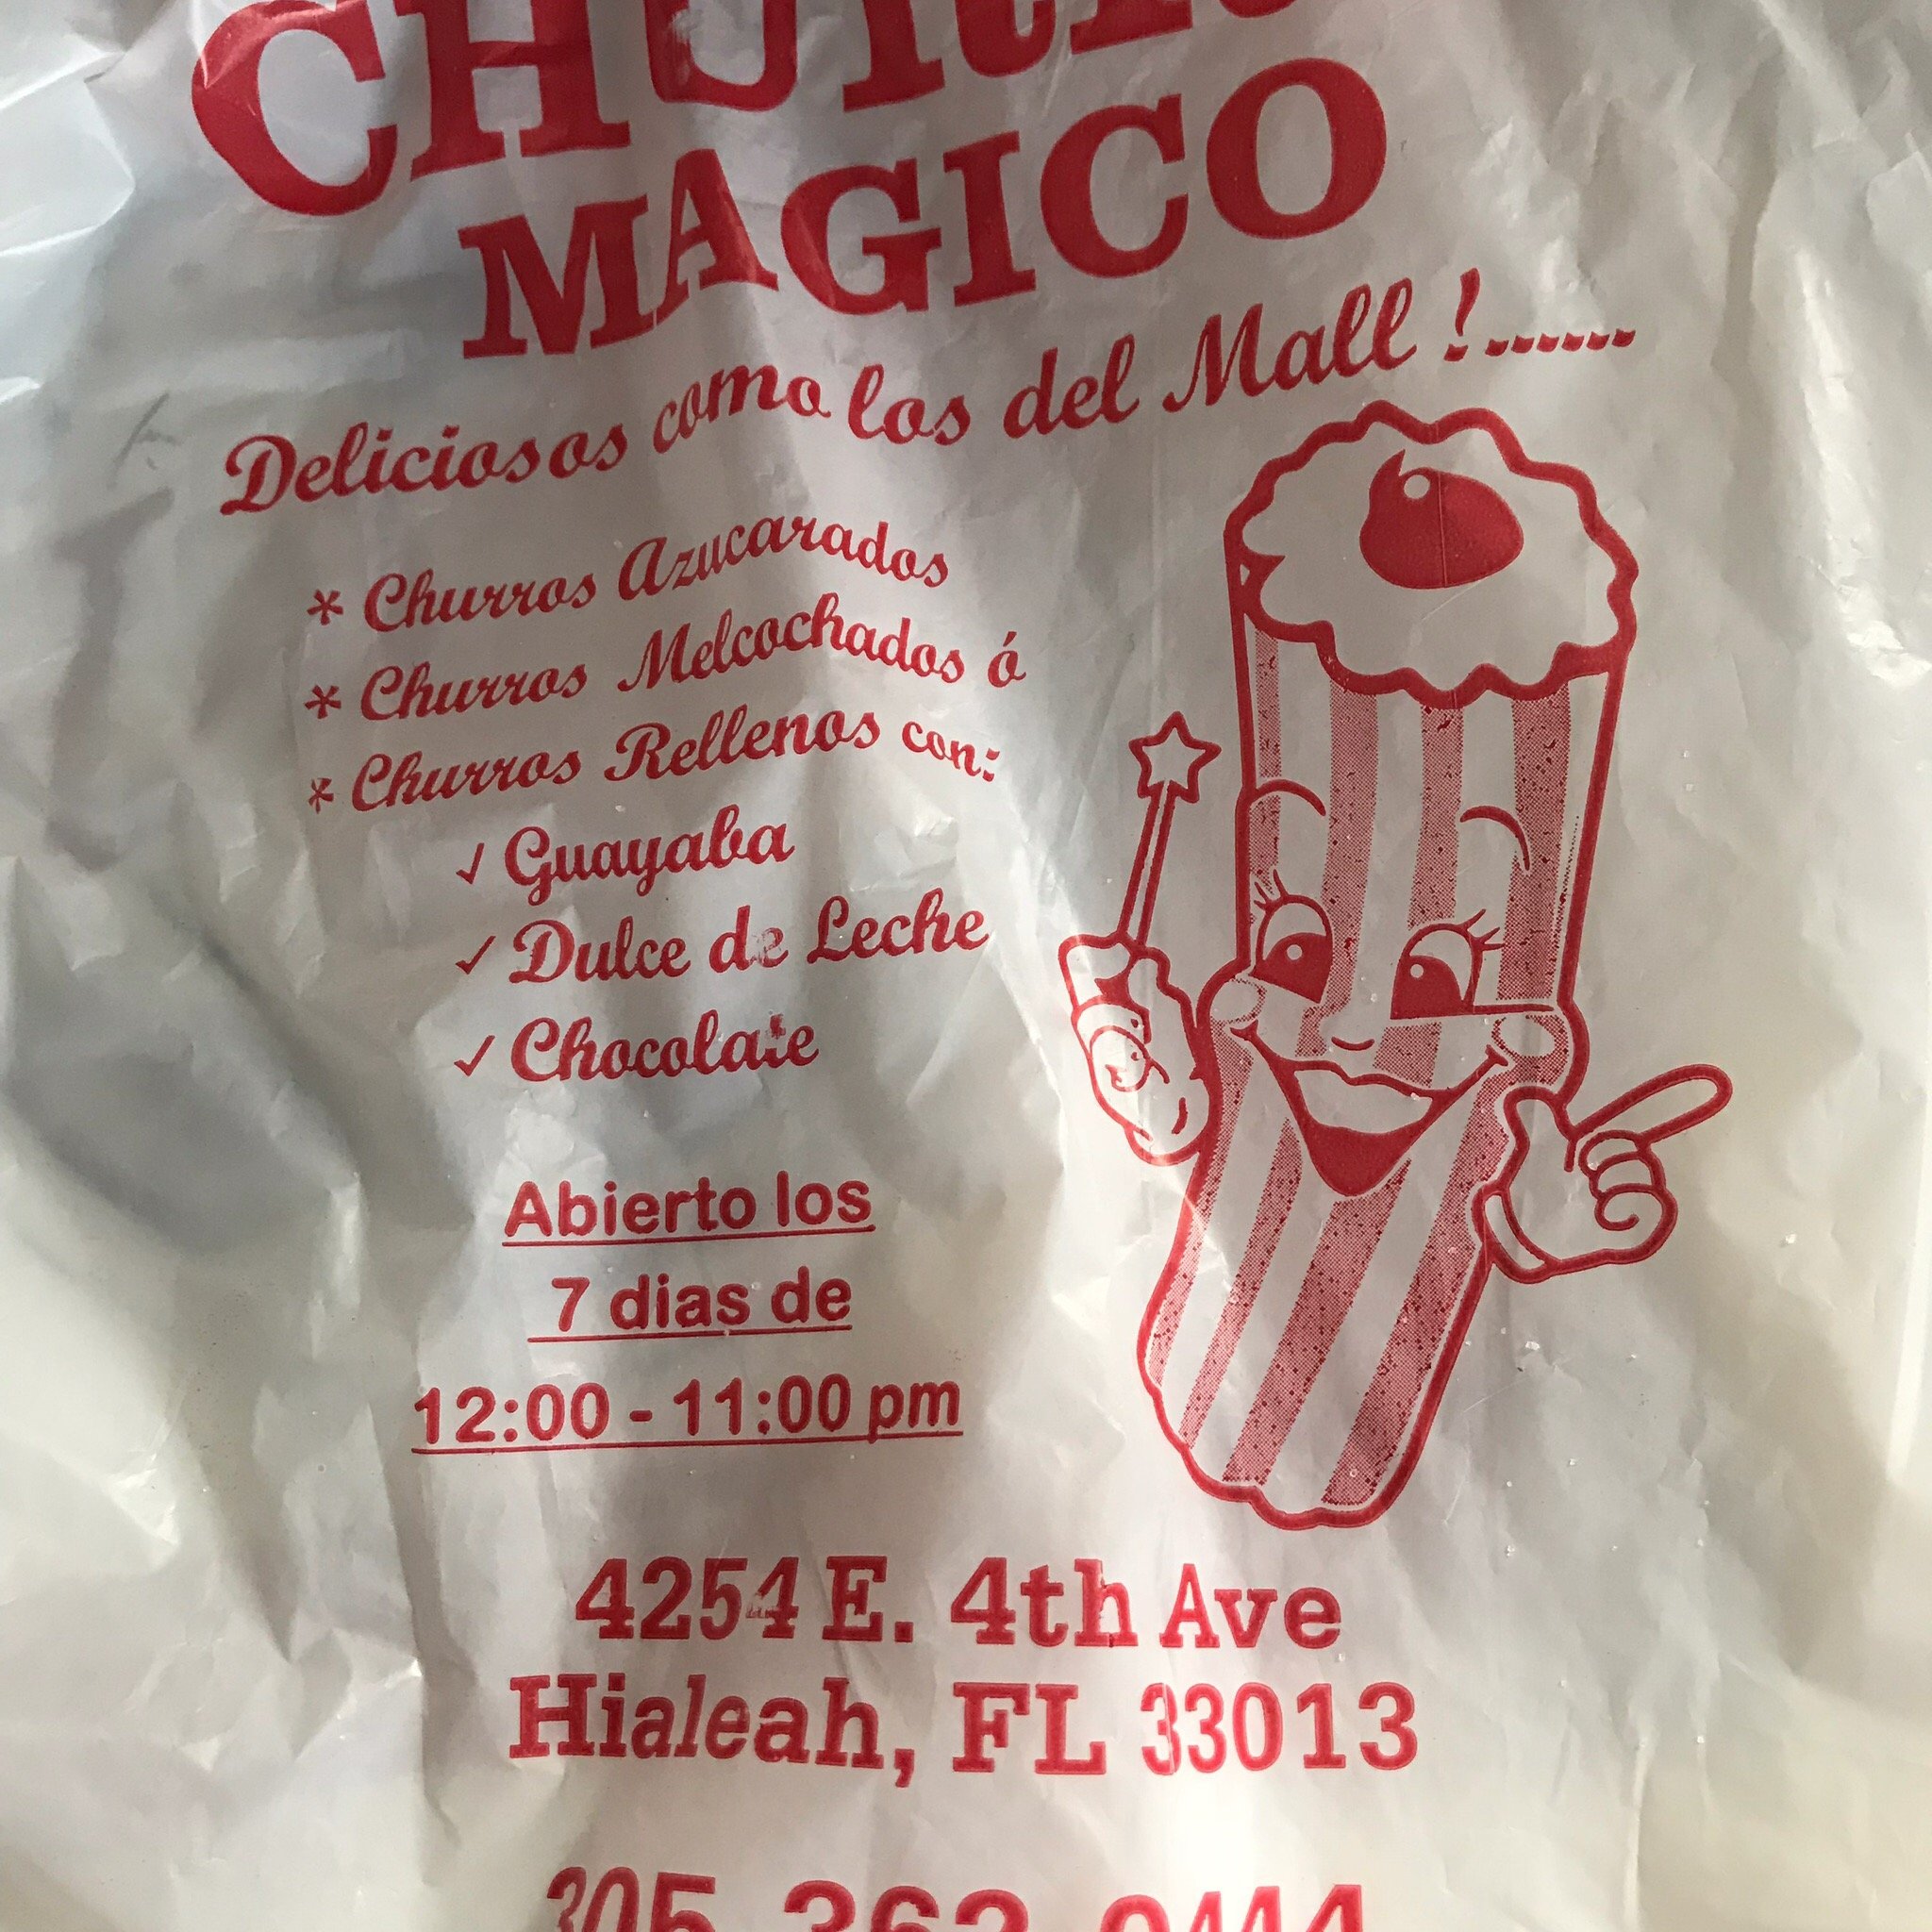 MAGICO
Deliciosos como los del Mall !......
* Churros Azucarados
* Churros Melcochados ó
* Churros Rellenos con:
✓ Guayaba
✓ Dulce de Leche
✓ Chocolate
Abierto los
7 dias de
12:00 - 11:00 pm
4254 E. 4th Ave
Hialeah, FL 33013
305